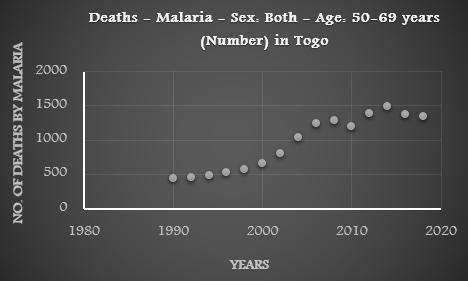 Deaths - Malaria - Sex: Both - Age: 50-69 years
(Number) in Togo
NO. OF DEATHS BY MALARIA
2000
1500
1000
500
0
1980 1990 2000 2010 2020
YEARS